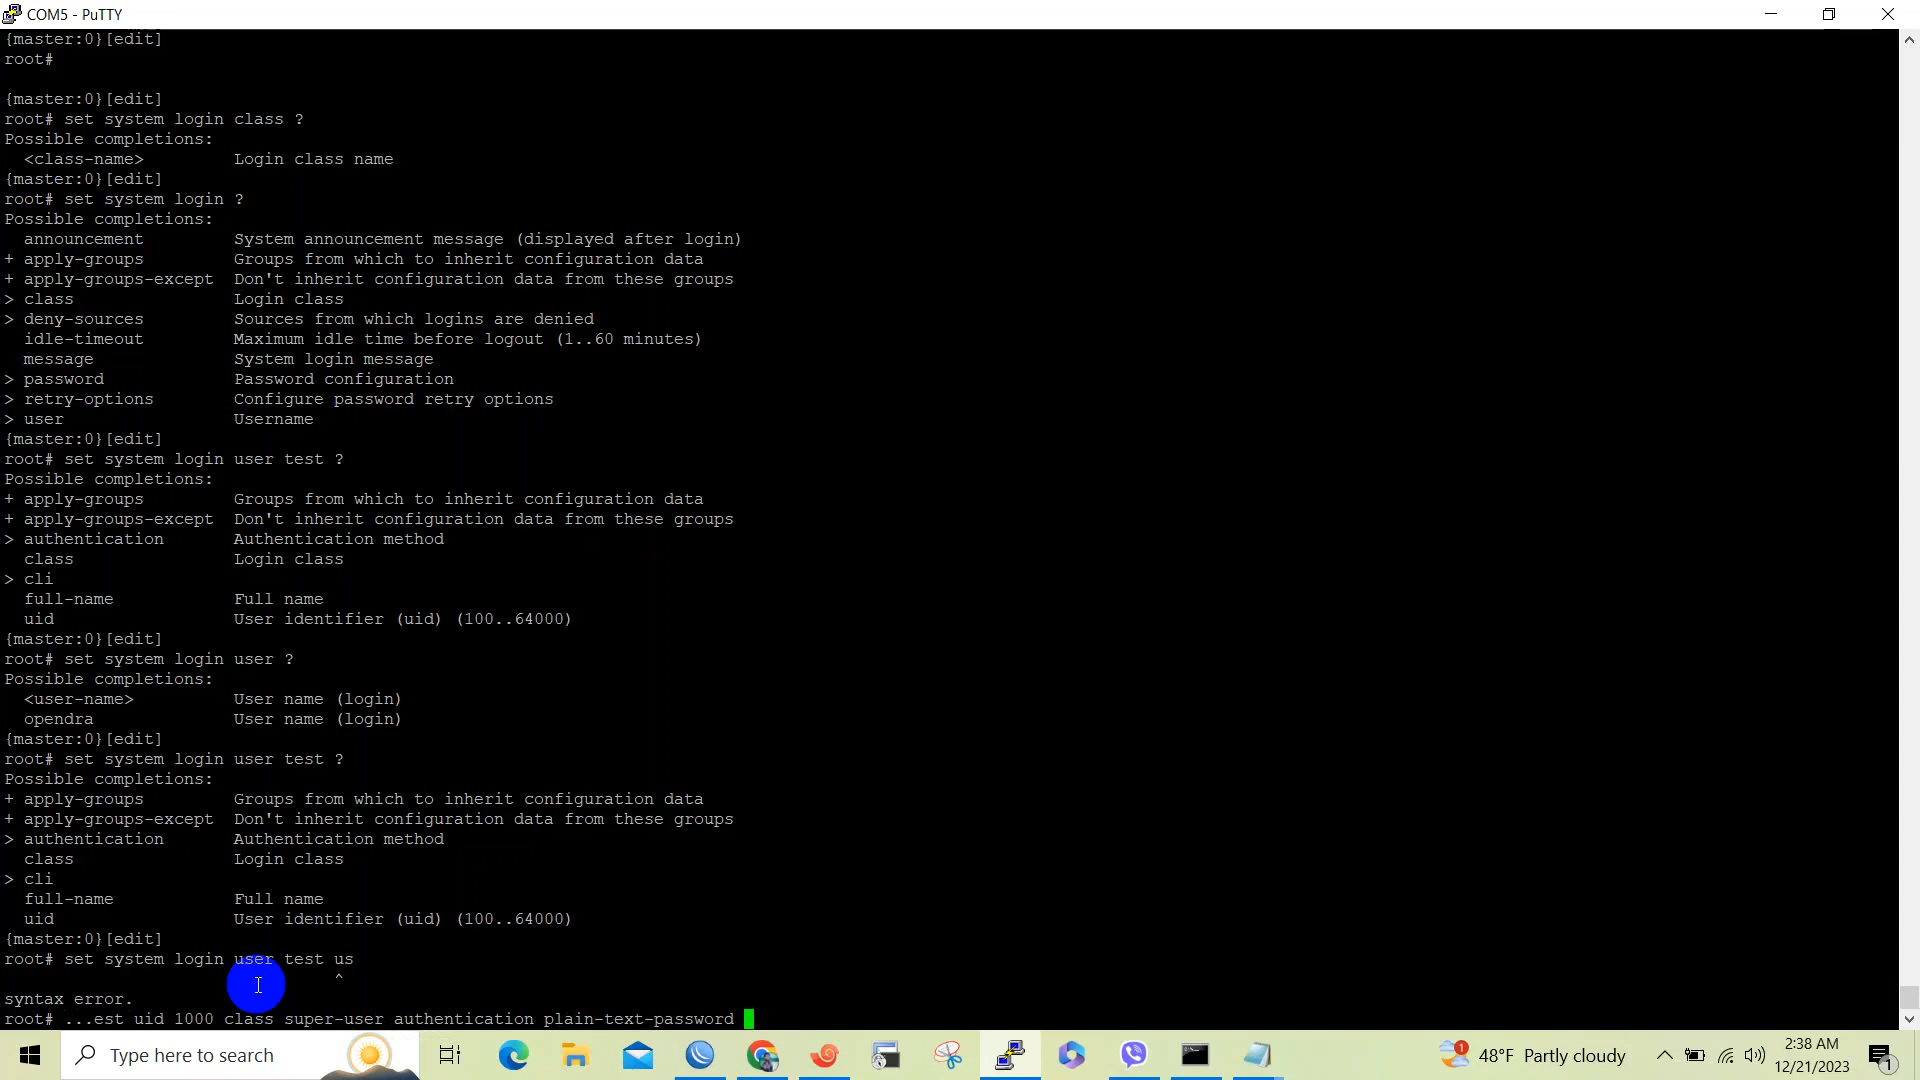 COM5 - PuTTY
{master:0}[edit]
root#
{master:0}[edit]
root# set system login class ?
Possible completions:
<class-name> Login class name
{master:0}[edit]
root# set system login ?
Possible completions:
announcement System announcement message (displayed after login)
+ apply-groups Groups from which to inherit configuration data
+ apply-groups-except Don't inherit configuration data from these groups
> class Login class
> deny-sources Sources from which logins are denied
idle-timeout Maximum idle time before logout (1..60 minutes)
message System login message
> password Password configuration
> retry-options Configure password retry options
> user Username
{master:0}[edit]
root# set system login user test ?
Possible completions:
+ apply-groups Groups from which to inherit configuration data
+ apply-groups-except Don't inherit configuration data from these groups
> authentication Authentication method
class Login class
> cli
full-name Full name
uid User identifier (uid) (100..64000)
{master:0}[edit]
root# set system login user ?
Possible completions:
<user-name> User name (login)
opendra User name (login)
{master:0}[edit]
root# set system login user test ?
Possible completions:
+ apply-groups Groups from which to inherit configuration data
+ apply-groups-except Don't inherit configuration data from these groups
> authentication Authentication method
class Login class
> cli
full-name Full name
uid User identifier (uid) (100..64000)
{master:0}[edit]
root# set system login user test us
^
syntax error.
root# ...est uid 1000 class super-user authentication plain-text-password
Type here to search
1
48°F Partly cloudy
2:38 AM
12/21/2023
1